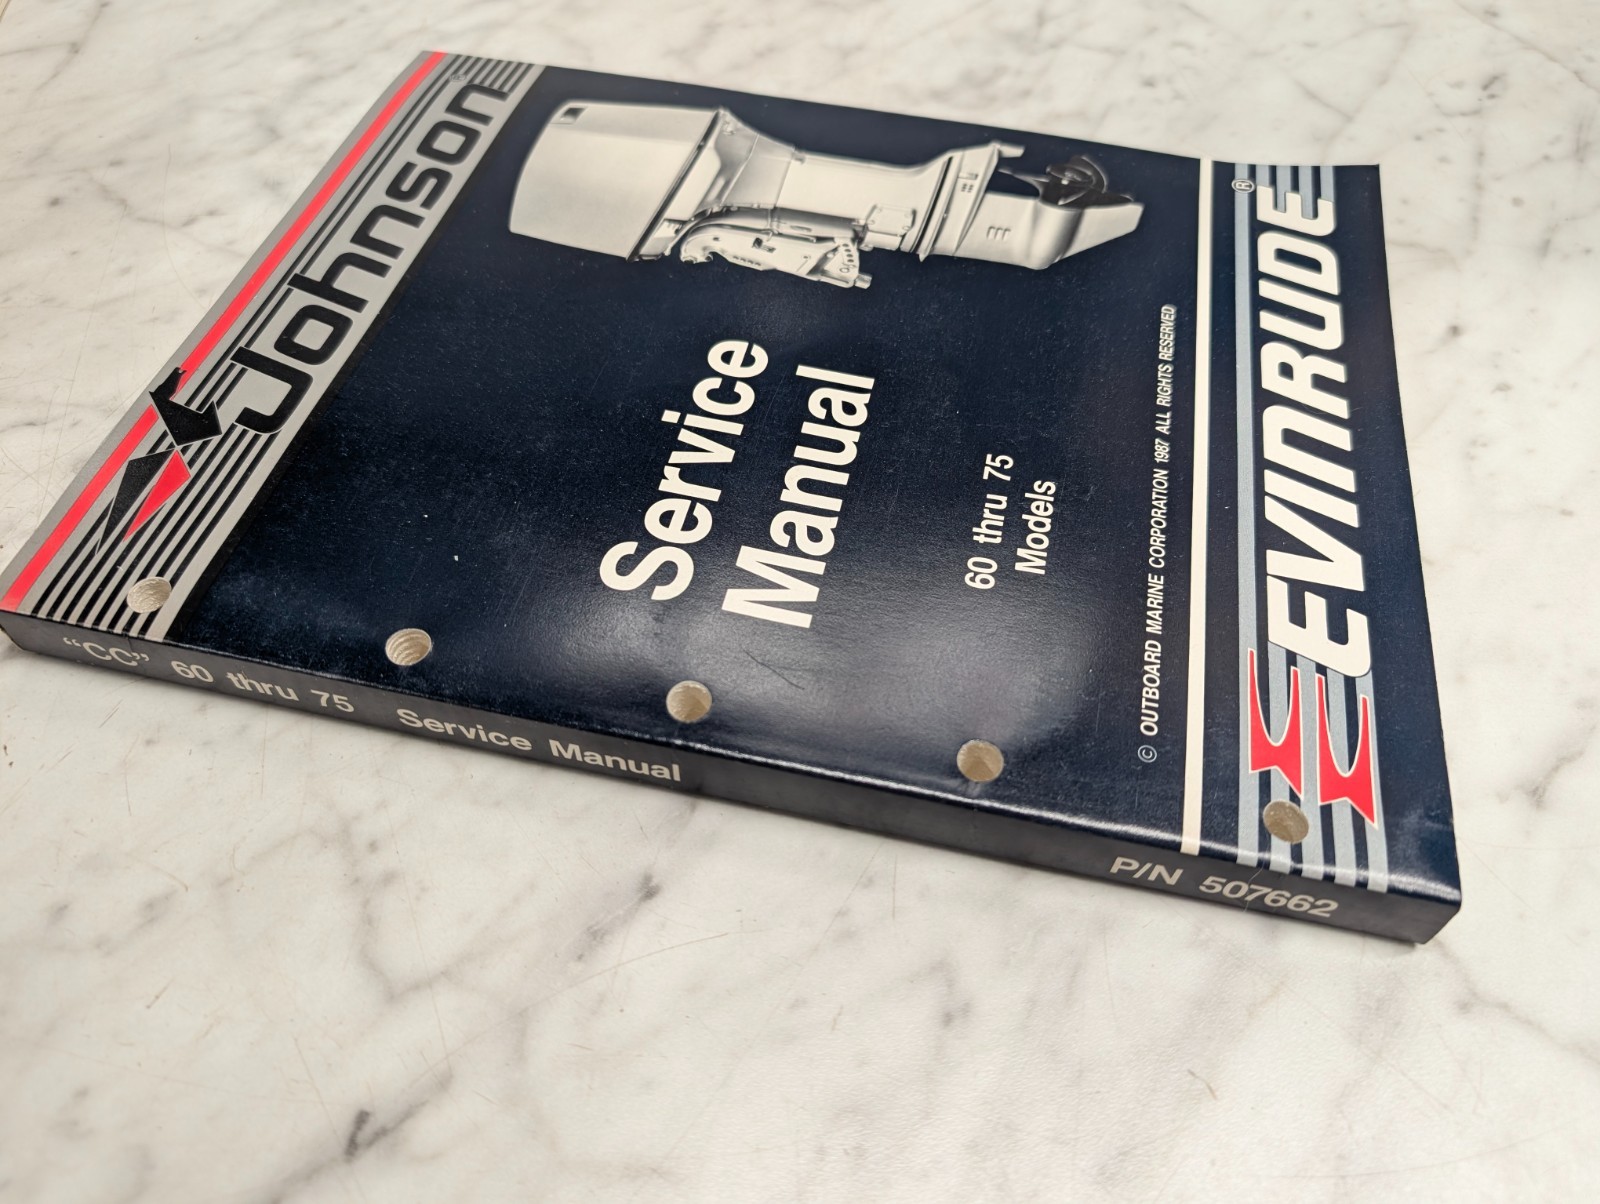 Johnson®
Service
Manual
60 thru 75
Models
© OUTBOARD MARINE CORPORATION 1987 ALL RIGHTS RESERVED
EVINRUDE®
“CC” 60 thru 75 Service Manual
P/N 507662